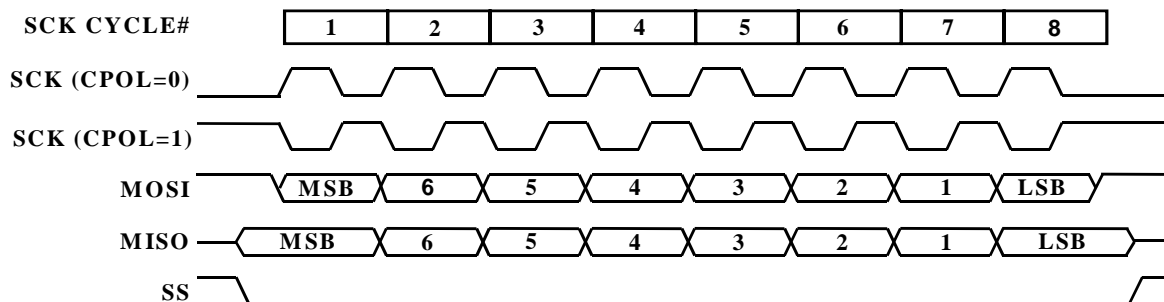 SCK CYCLE# 1 2 3 4 5 6 7 8
SCK (CPOL=0)
SCK (CPOL=1)
MOSI MSB 6 5 4 3 2 1 LSB
MISO MSB 6 5 4 3 2 1 LSB
SS